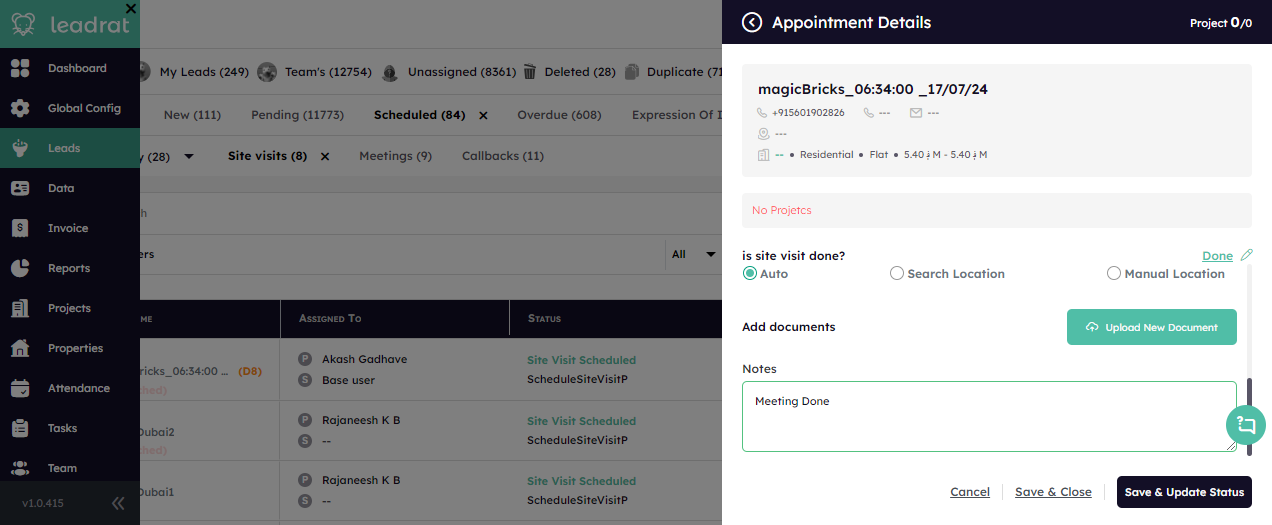 leadrat
Dashboard
Global Config
Leads
Data
Invoice
Reports
Projects
Properties
Attendance
Tasks
Team
v1.0.415
My Leads (249) Team's (12754) Unassigned (8361) Deleted (28) Duplicate (71
New (111) Pending (11773) Scheduled (84) Overdue (608) Expression Of I
y (28) Site visits (8) Meetings (9) Callbacks (11)
All
Assigned To Status
Akash Gadhave Site Visit Scheduled
ricks_06:34:00 ... (D8)
Base user ScheduleSiteVisitP
Rajaneesh K B Site Visit Scheduled
Dubai2
-- ScheduleSiteVisitP
Rajaneesh K B Site Visit Scheduled
Dubai1
-- ScheduleSiteVisitP
Appointment Details Project 0/0
magicBricks_06:34:00 _17/07/24
+915601902826 --- ---
---
-- • Residential • Flat • 5.40 د.إ M - 5.40 د.إ M
No Projetcs
is site visit done? Done
Auto Search Location Manual Location
Add documents Upload New Document
Notes
Meeting Done
Cancel Save & Close Save & Update Status